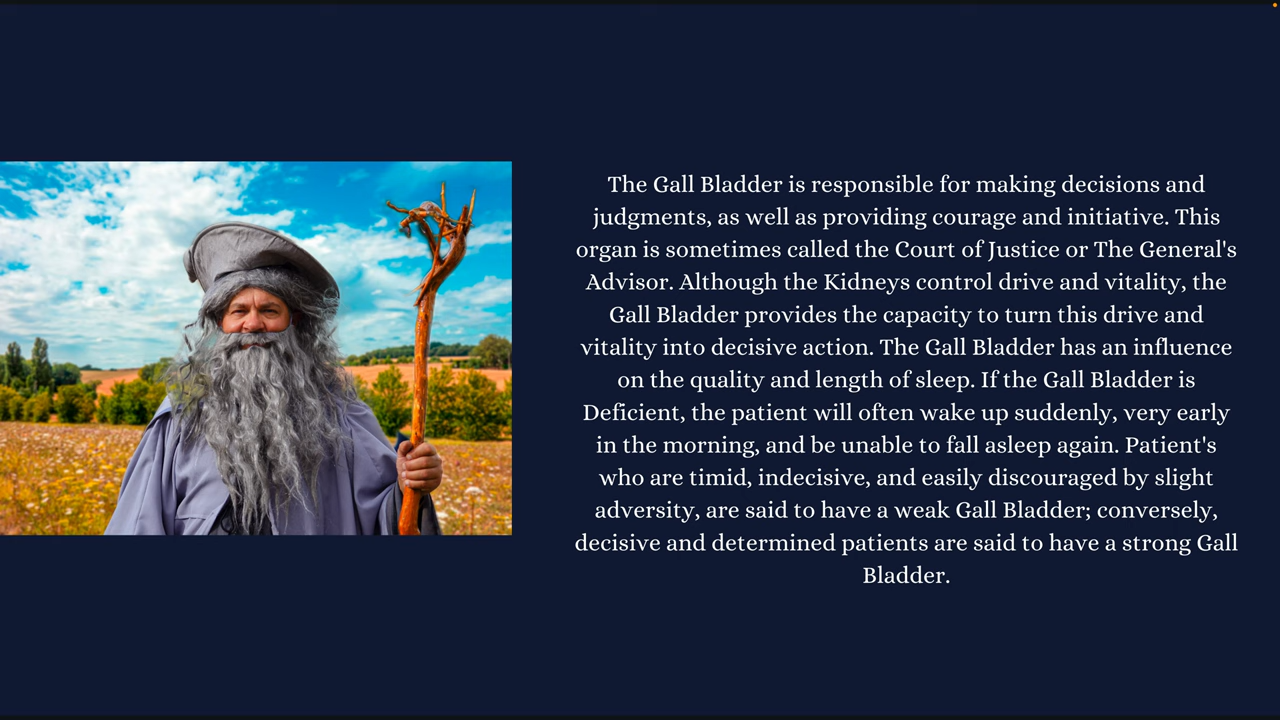 The Gall Bladder is responsible for making decisions and
judgments, as well as providing courage and initiative. This
organ is sometimes called the Court of Justice or The General's
Advisor. Although the Kidneys control drive and vitality, the
Gall Bladder provides the capacity to turn this drive and
vitality into decisive action. The Gall Bladder has an influence
on the quality and length of sleep. If the Gall Bladder is
Deficient, the patient will often wake up suddenly, very early
in the morning, and be unable to fall asleep again. Patient's
who are timid, indecisive, and easily discouraged by slight
adversity, are said to have a weak Gall Bladder; conversely,
decisive and determined patients are said to have a strong Gall
Bladder.